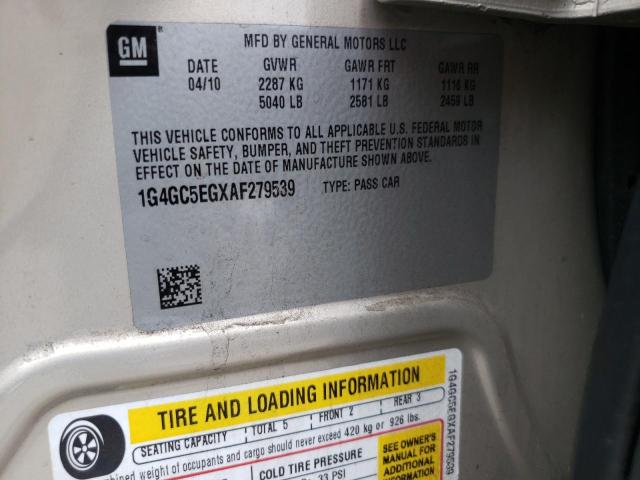 GM
MFD BY GENERAL MOTORS LLC
DATE GVWR GAWR FRT GAWR RR
04/10 2287 KG 1171 KG 1116 KG
5040 LB 2581 LB 2459 LB
THIS VEHICLE CONFORMS TO ALL APPLICABLE U.S. FEDERAL MOTOR
VEHICLE SAFETY, BUMPER, AND THEFT PREVENTION STANDARDS IN
EFFECT ON THE DATE OF MANUFACTURE SHOWN ABOVE.
1G4GC5EGXAF279539 TYPE: PASS CAR
TIRE AND LOADING INFORMATION
SEATING CAPACITY TOTAL 5 FRONT 2 REAR 3
combined weight of occupants and cargo should never exceed 420 kg or 926 lbs.
COLD TIRE PRESSURE
33 PSI
SEE OWNER'S
MANUAL FOR
ADDITIONAL
INFORMATION
1G4GC5EGXAF279539